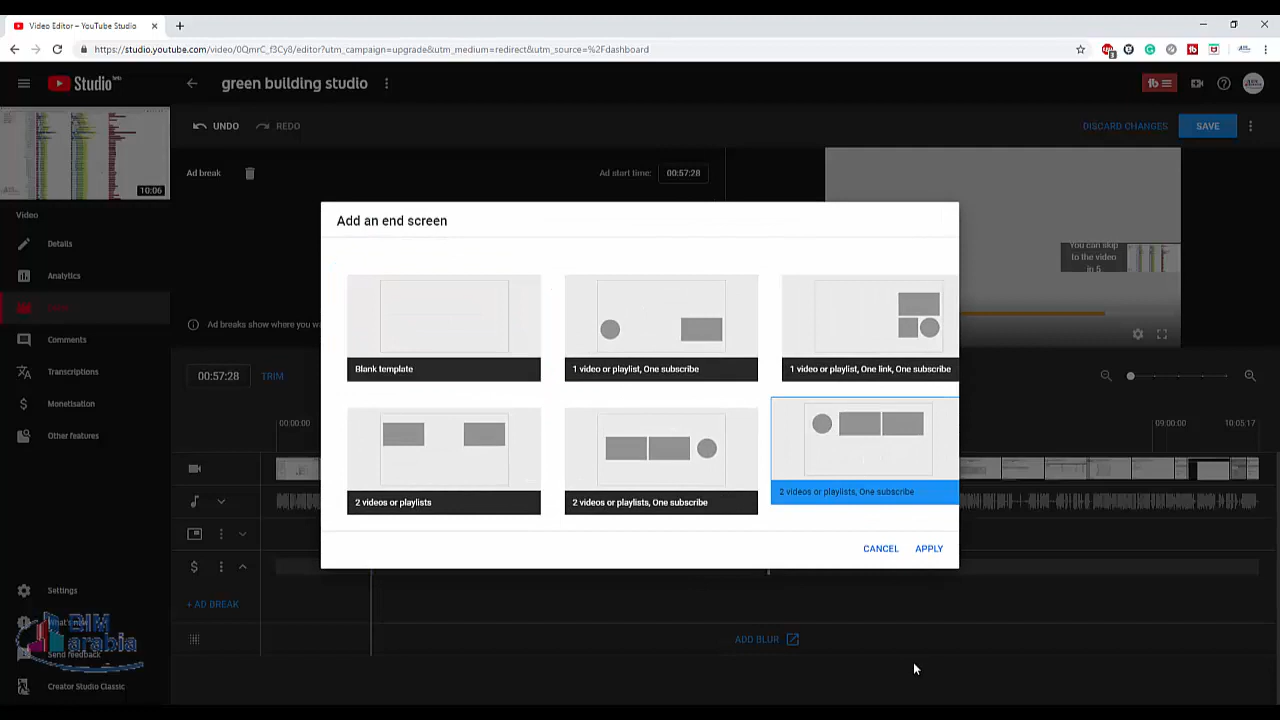 Video Editor – YouTube Studio
https://studio.youtube.com/video/0QmrC_f3Cy8/editor?utm_campaign=upgrade&utm_medium=redirect&utm_source=%2Fdashboard
Studio
green building studio
UNDO
REDO
DISCARD CHANGES
SAVE
Ad break
Ad start time:
00:57:28
10:06
Video
Add an end screen
Details
Analytics
You can skip
to the video
in 5
Ad breaks show where you wa
Comments
Transcriptions
Monetisation
Other features
00:57:28
TRIM
Blank template
1 video or playlist, One subscribe
1 video or playlist, One link, One subscribe
00:00:00
09:00:00
10:05:17
2 videos or playlists
2 videos or playlists, One subscribe
2 videos or playlists, One subscribe
CANCEL
APPLY
Settings
+ AD BREAK
BIM
arabia
What's new
ADD BLUR
Send feedback
Creator Studio Classic